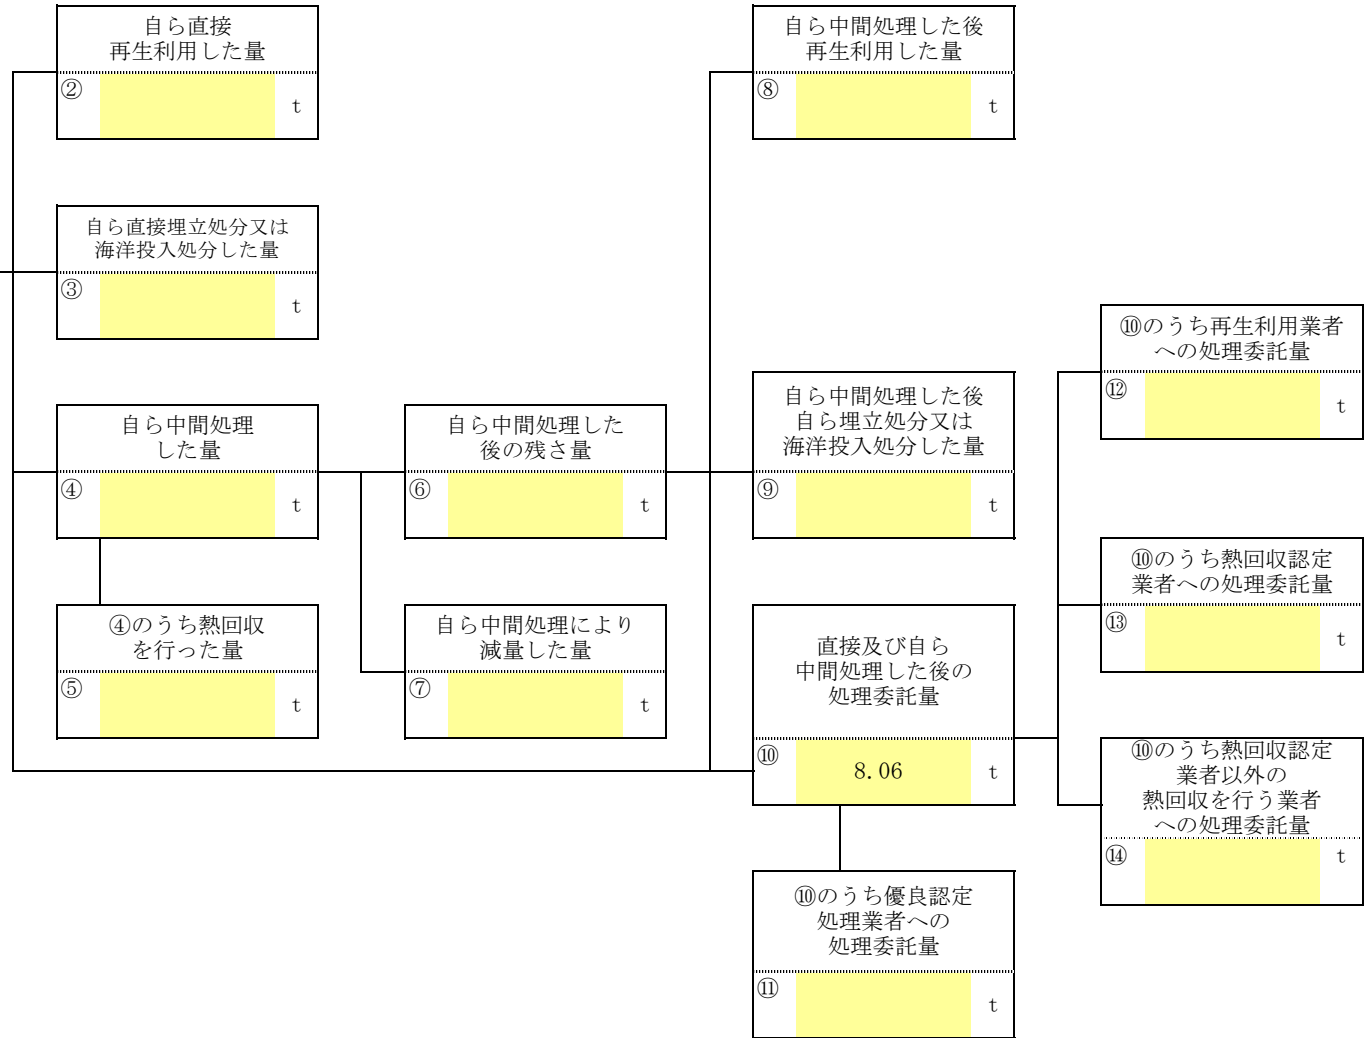 自ら直接
再生利用した量
② t
自ら中間処理した後
再生利用した量
⑧ t
自ら直接埋立処分又は
海洋投入処分した量
③ t
⑩のうち再生利用業者
への処理委託量
⑫ t
自ら中間処理
した量
④ t
自ら中間処理した
後の残さ量
⑥ t
自ら中間処理した後
自ら埋立処分又は
海洋投入処分した量
⑨ t
⑩のうち熱回収認定
業者への処理委託量
⑬ t
④のうち熱回収
を行った量
⑤ t
自ら中間処理により
減量した量
⑦ t
直接及び自ら
中間処理した後の
処理委託量
⑩ 8.06 t
⑩のうち熱回収認定
業者以外の
熱回収を行う業者
への処理委託量
⑭ t
⑩のうち優良認定
処理業者への
処理委託量
⑪ t